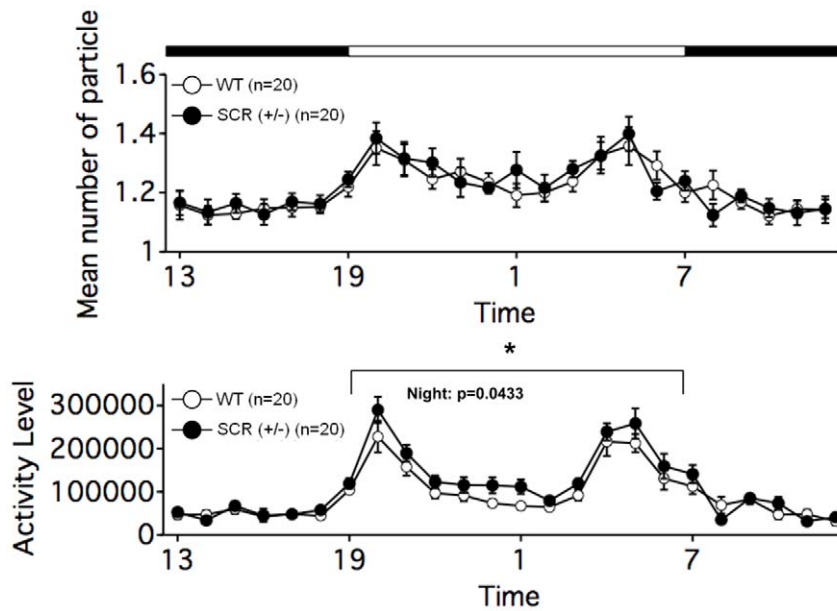 Mean number of particle
1.6
1.4
1.2
1
WT (n=20)
SCR (+/-) (n=20)
13
19
1
7
Time
*
Night: p=0.0433
Activity Level
300000
200000
100000
0
WT (n=20)
SCR (+/-) (n=20)
13
19
1
7
Time